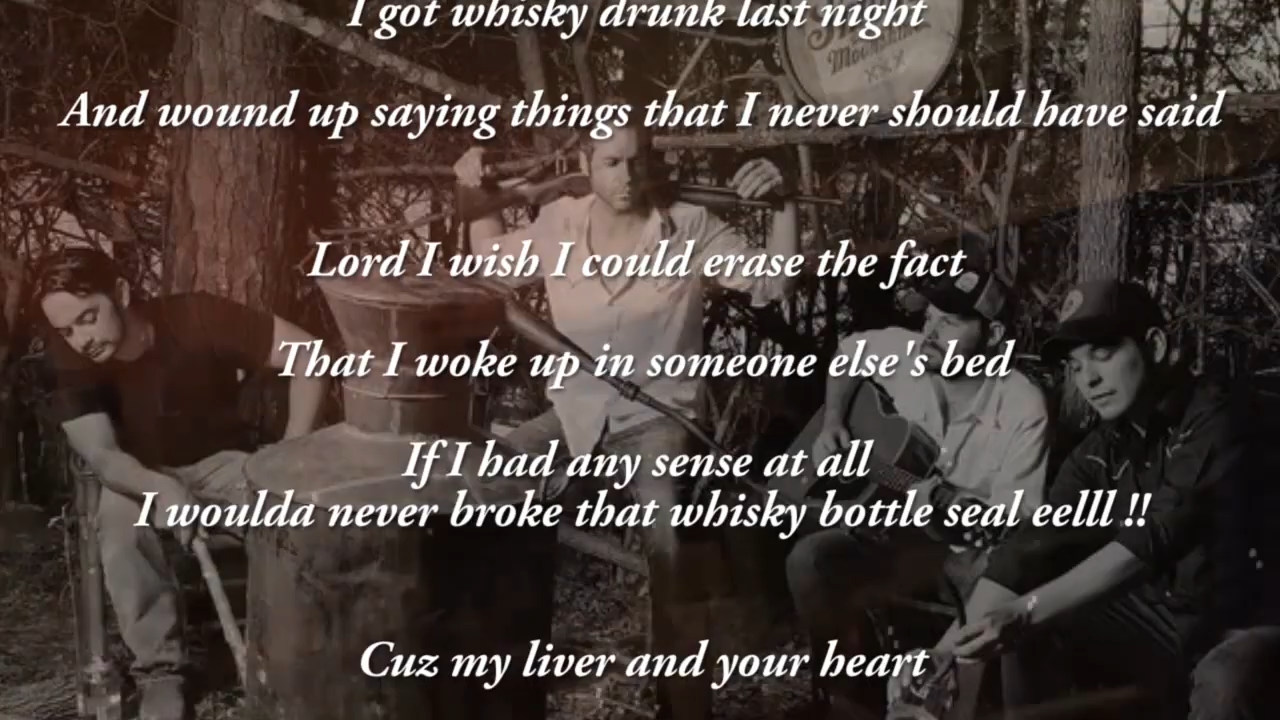 I got whisky drunk last night
And wound up saying things that I never should have said
Lord I wish I could erase the fact
That I woke up in someone else's bed
If I had any sense at all
I woulda never broke that whisky bottle seal eelll !!
Cuz my liver and your heart
XXX